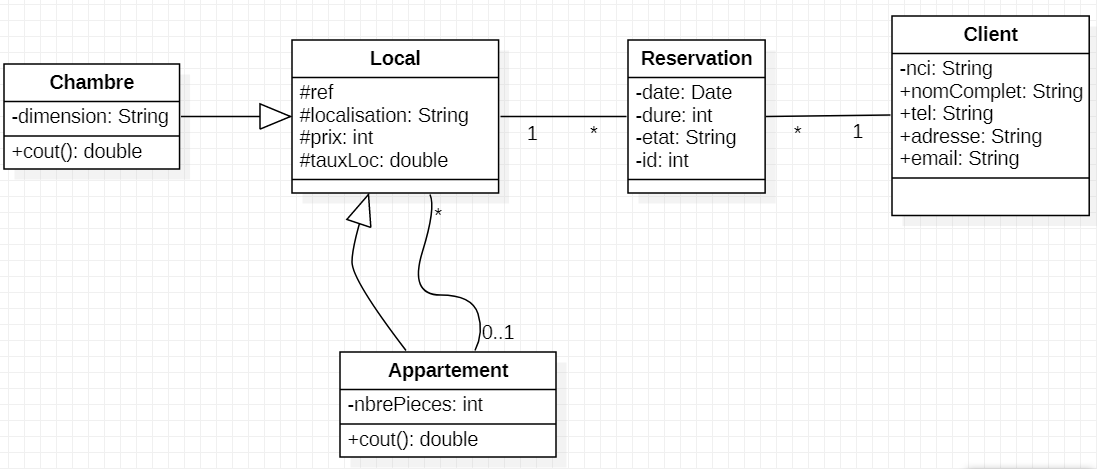 Chambre
-dimension: String
+cout(): double
Local
#ref
#localisation: String
#prix: int
#tauxLoc: double
1
*
Reservation
-date: Date
-dure: int
-etat: String
-id: int
*
1
Client
-nci: String
+nomComplet: String
+tel: String
+adresse: String
+email: String
*
0..1
Appartement
-nbrePieces: int
+cout(): double